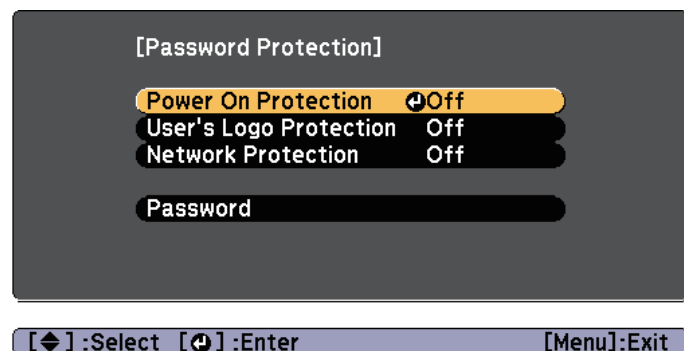 [Password Protection]
Power On Protection Off
User's Logo Protection Off
Network Protection Off
Password
[ ] :Select [ ] :Enter [Menu]:Exit